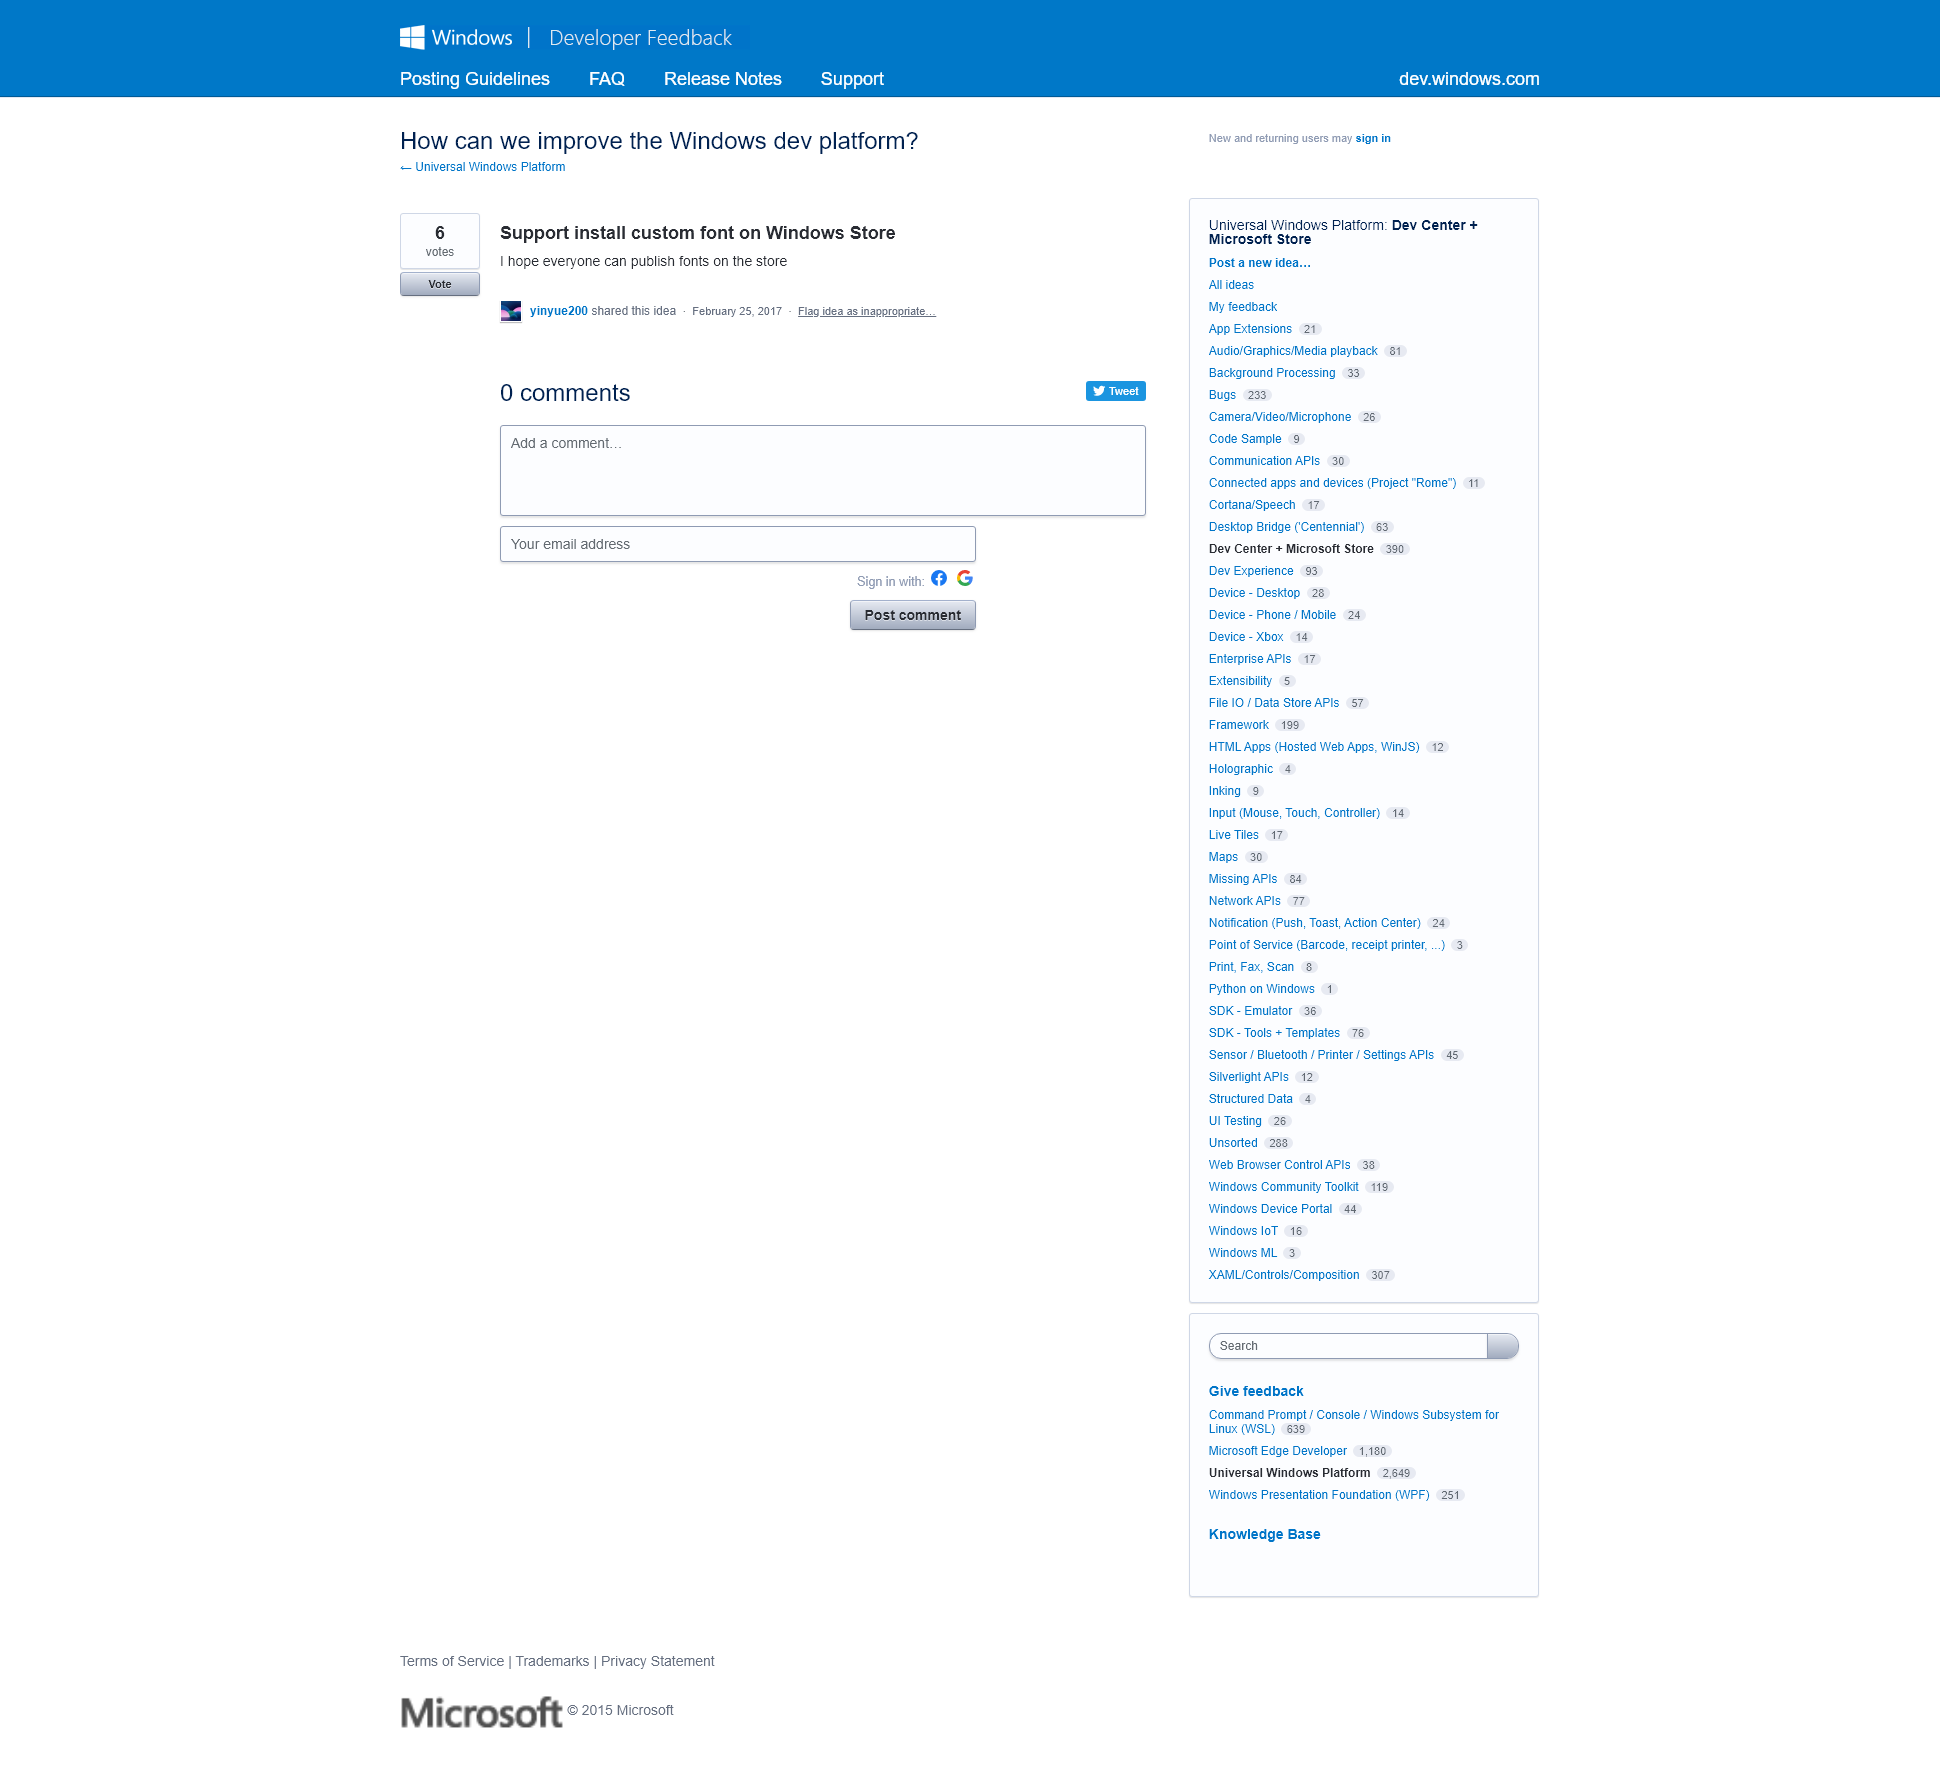 Windows | Developer Feedback
Posting Guidelines FAQ Release Notes Support dev.windows.com
How can we improve the Windows dev platform?
← Universal Windows Platform
New and returning users may sign in
6
votes
Vote
Support install custom font on Windows Store
I hope everyone can publish fonts on the store
yinyue200 shared this idea · February 25, 2017 · Flag idea as inappropriate…
0 comments
Tweet
Add a comment…
Your email address
Sign in with:
Post comment
Universal Windows Platform: Dev Center +
Microsoft Store
Post a new idea…
All ideas
My feedback
App Extensions 21
Audio/Graphics/Media playback 81
Background Processing 33
Bugs 233
Camera/Video/Microphone 26
Code Sample 9
Communication APIs 30
Connected apps and devices (Project "Rome") 11
Cortana/Speech 17
Desktop Bridge ('Centennial') 63
Dev Center + Microsoft Store 390
Dev Experience 93
Device - Desktop 28
Device - Phone / Mobile 24
Device - Xbox 14
Enterprise APIs 17
Extensibility 5
File IO / Data Store APIs 57
Framework 199
HTML Apps (Hosted Web Apps, WinJS) 12
Holographic 4
Inking 9
Input (Mouse, Touch, Controller) 14
Live Tiles 17
Maps 30
Missing APIs 84
Network APIs 77
Notification (Push, Toast, Action Center) 24
Point of Service (Barcode, receipt printer, ...) 3
Print, Fax, Scan 8
Python on Windows 1
SDK - Emulator 36
SDK - Tools + Templates 76
Sensor / Bluetooth / Printer / Settings APIs 45
Silverlight APIs 12
Structured Data 4
UI Testing 26
Unsorted 288
Web Browser Control APIs 38
Windows Community Toolkit 119
Windows Device Portal 44
Windows IoT 16
Windows ML 3
XAML/Controls/Composition 307
Search
Give feedback
Command Prompt / Console / Windows Subsystem for
Linux (WSL) 639
Microsoft Edge Developer 1,180
Universal Windows Platform 2,649
Windows Presentation Foundation (WPF) 251
Knowledge Base
Terms of Service | Trademarks | Privacy Statement
Microsoft © 2015 Microsoft